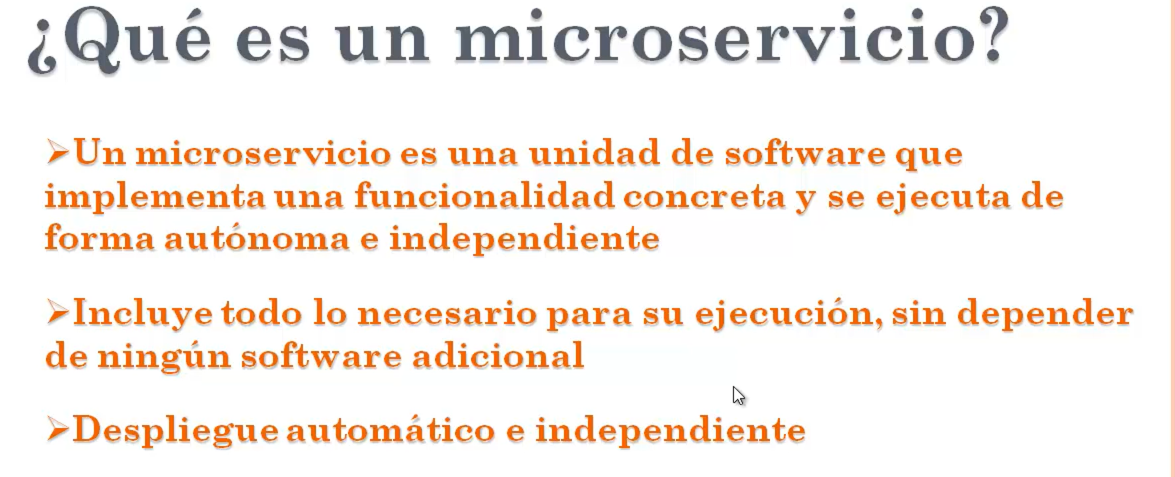 ¿Qué es un microservicio?
➢Un microservicio es una unidad de software que
implementa una funcionalidad concreta y se ejecuta de
forma autónoma e independiente
➢Incluye todo lo necesario para su ejecución, sin depender
de ningún software adicional
➢Despliegue automático e independiente